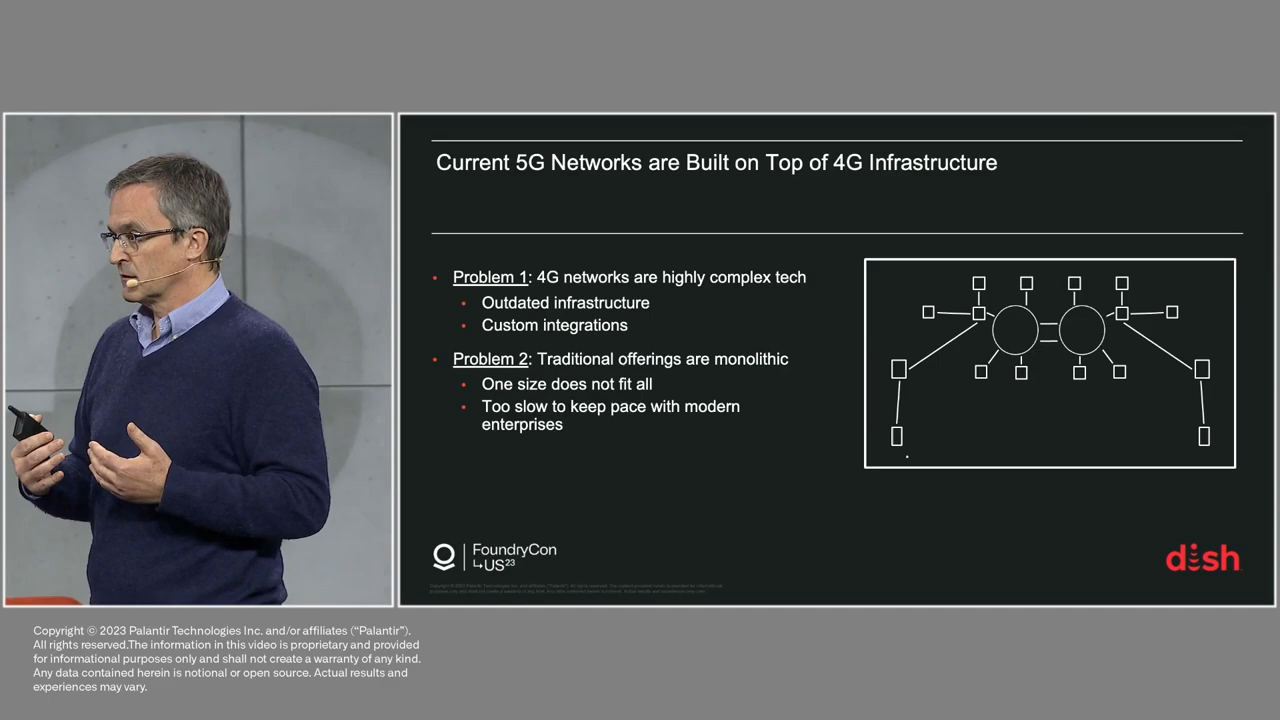 Current 5G Networks are Built on Top of 4G Infrastructure
Problem 1: 4G networks are highly complex tech
Outdated infrastructure
Custom integrations
Problem 2: Traditional offerings are monolithic
One size does not fit all
Too slow to keep pace with modern
enterprises
FoundryCon
↳US23
dish
Copyright © 2023 Palantir Technologies Inc. and/or affiliates (“Palantir”).
All rights reserved.The information in this video is proprietary and provided
for informational purposes only and shall not create a warranty of any kind.
Any data contained herein is notional or open source. Actual results and
experiences may vary.